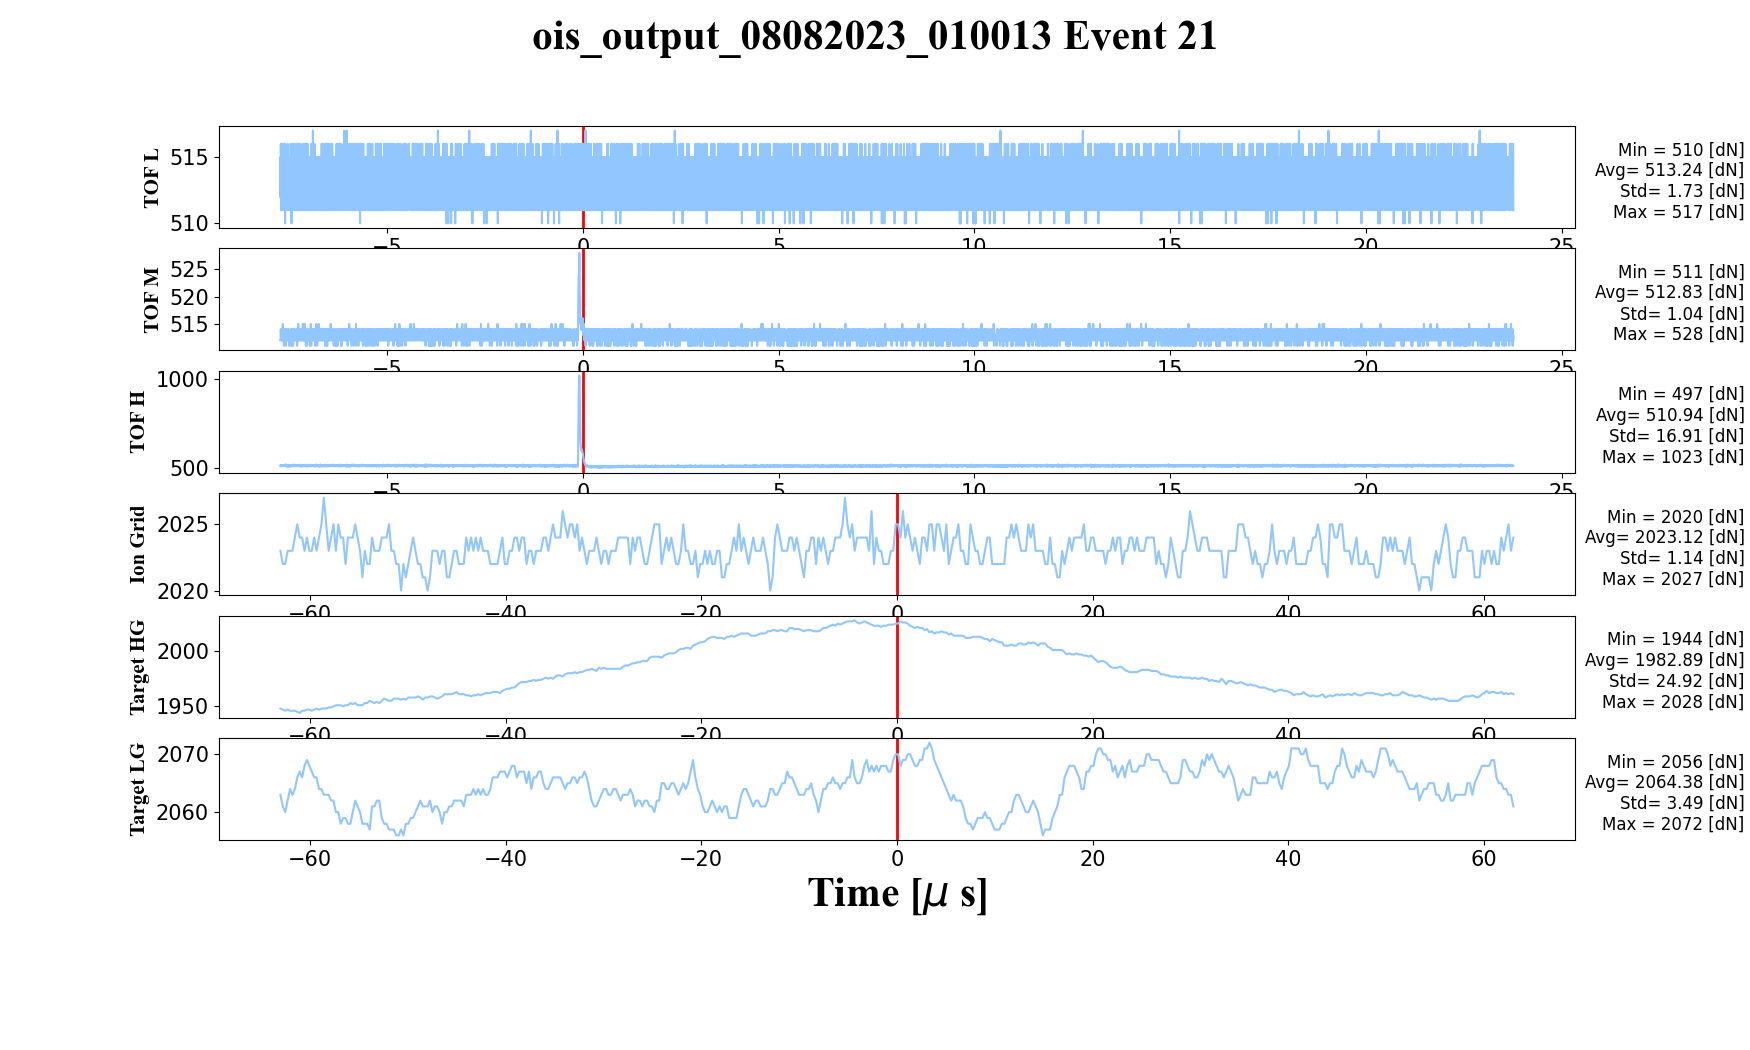 ois_output_08082023_010013 Event 21
TOF L
515
510
−5 0 5 10 15 20 25
Min = 510 [dN]
Avg= 513.24 [dN]
Std= 1.73 [dN]
Max = 517 [dN]
TOF M
525
520
515
−5 0 5 10 15 20 25
Min = 511 [dN]
Avg= 512.83 [dN]
Std= 1.04 [dN]
Max = 528 [dN]
TOF H
1000
500
−5 0 5 10 15 20 25
Min = 497 [dN]
Avg= 510.94 [dN]
Std= 16.91 [dN]
Max = 1023 [dN]
Ion Grid
2025
2020
−60 −40 −20 0 20 40 60
Min = 2020 [dN]
Avg= 2023.12 [dN]
Std= 1.14 [dN]
Max = 2027 [dN]
Target HG
2000
1950
−60 −40 −20 0 20 40 60
Min = 1944 [dN]
Avg= 1982.89 [dN]
Std= 24.92 [dN]
Max = 2028 [dN]
Target LG
2070
2060
−60 −40 −20 0 20 40 60
Min = 2056 [dN]
Avg= 2064.38 [dN]
Std= 3.49 [dN]
Max = 2072 [dN]
Time [μ s]